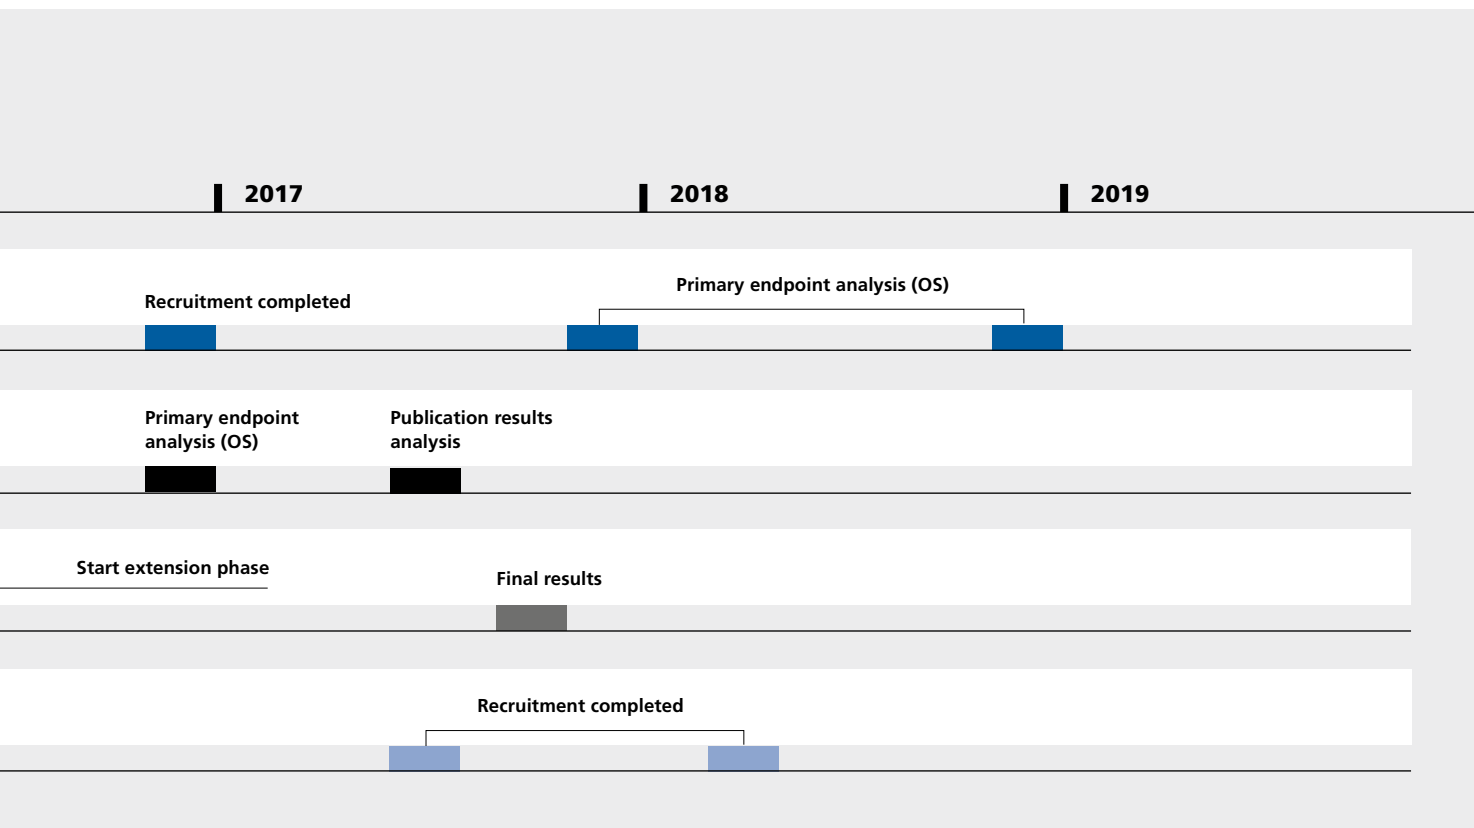 2017
2018
2019
Primary endpoint analysis (OS)
Recruitment completed
Primary endpoint
analysis (OS)
Publication results
analysis
Start extension phase
Final results
Recruitment completed